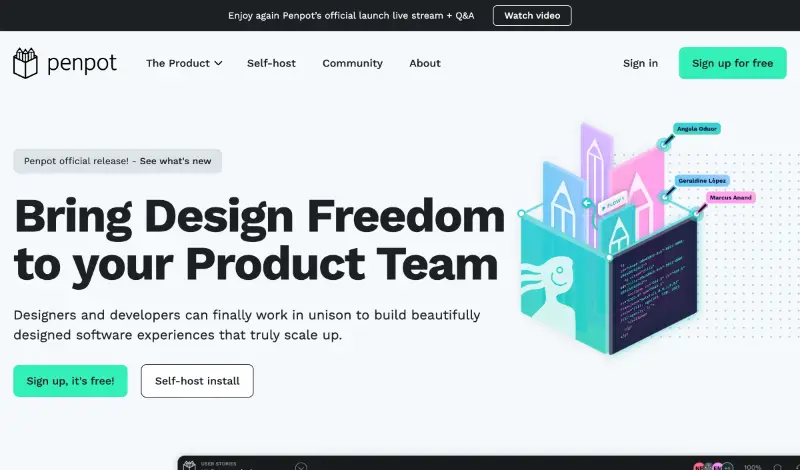 Enjoy again Penpot's official launch live stream + Q&A
Watch video
penpot
The Product
Self-host
Community
About
Sign in
Sign up for free
Penpot official release! - See what's new
Bring Design Freedom
to your Product Team
Designers and developers can finally work in unison to build beautifully
designed software experiences that truly scale up.
Sign up, it's free!
Self-host install
Angela Oduor
Geraldine López
Marcus Anand
FLOW 1
USER STORIES
100%